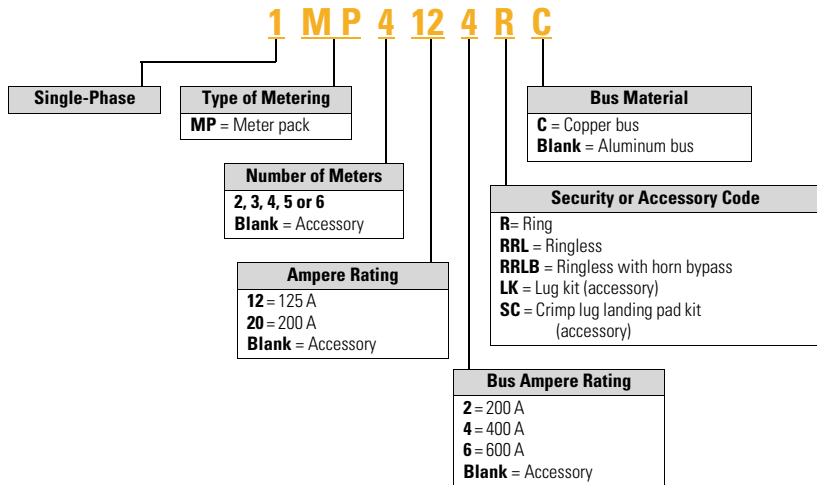 1 MP 4 12 4 R C
Single-Phase
Type of Metering
MP = Meter pack
Number of Meters
2, 3, 4, 5 or 6
Blank = Accessory
Ampere Rating
12 = 125 A
20 = 200 A
Blank = Accessory
Bus Ampere Rating
2 = 200 A
4 = 400 A
6 = 600 A
Blank = Accessory
Security or Accessory Code
R= Ring
RRL = Ringless
RRLB = Ringless with horn bypass
LK = Lug kit (accessory)
SC = Crimp lug landing pad kit
(accessory)
Bus Material
C = Copper bus
Blank = Aluminum bus